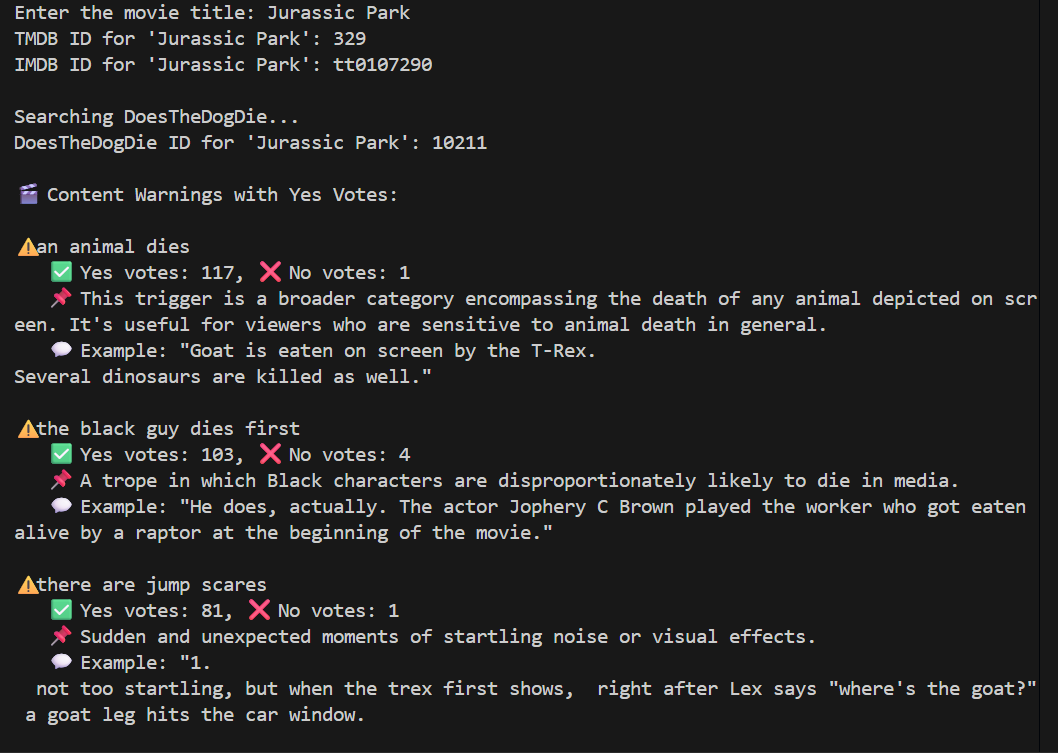 Enter the movie title: Jurassic Park
TMDB ID for 'Jurassic Park': 329
IMDB ID for 'Jurassic Park': tt0107290
Searching DoesTheDogDie...
DoesTheDogDie ID for 'Jurassic Park': 10211
🎬 Content Warnings with Yes Votes:
⚠️an animal dies
✅ Yes votes: 117, ❌ No votes: 1
📌 This trigger is a broader category encompassing the death of any animal depicted on scr
een. It's useful for viewers who are sensitive to animal death in general.
💬 Example: "Goat is eaten on screen by the T-Rex.
Several dinosaurs are killed as well."
⚠️the black guy dies first
✅ Yes votes: 103, ❌ No votes: 4
📌 A trope in which Black characters are disproportionately likely to die in media.
💬 Example: "He does, actually. The actor Jophery C Brown played the worker who got eaten
alive by a raptor at the beginning of the movie."
⚠️there are jump scares
✅ Yes votes: 81, ❌ No votes: 1
📌 Sudden and unexpected moments of startling noise or visual effects.
💬 Example: "1.
not too startling, but when the trex first shows,  right after Lex says "where's the goat?"
a goat leg hits the car window.